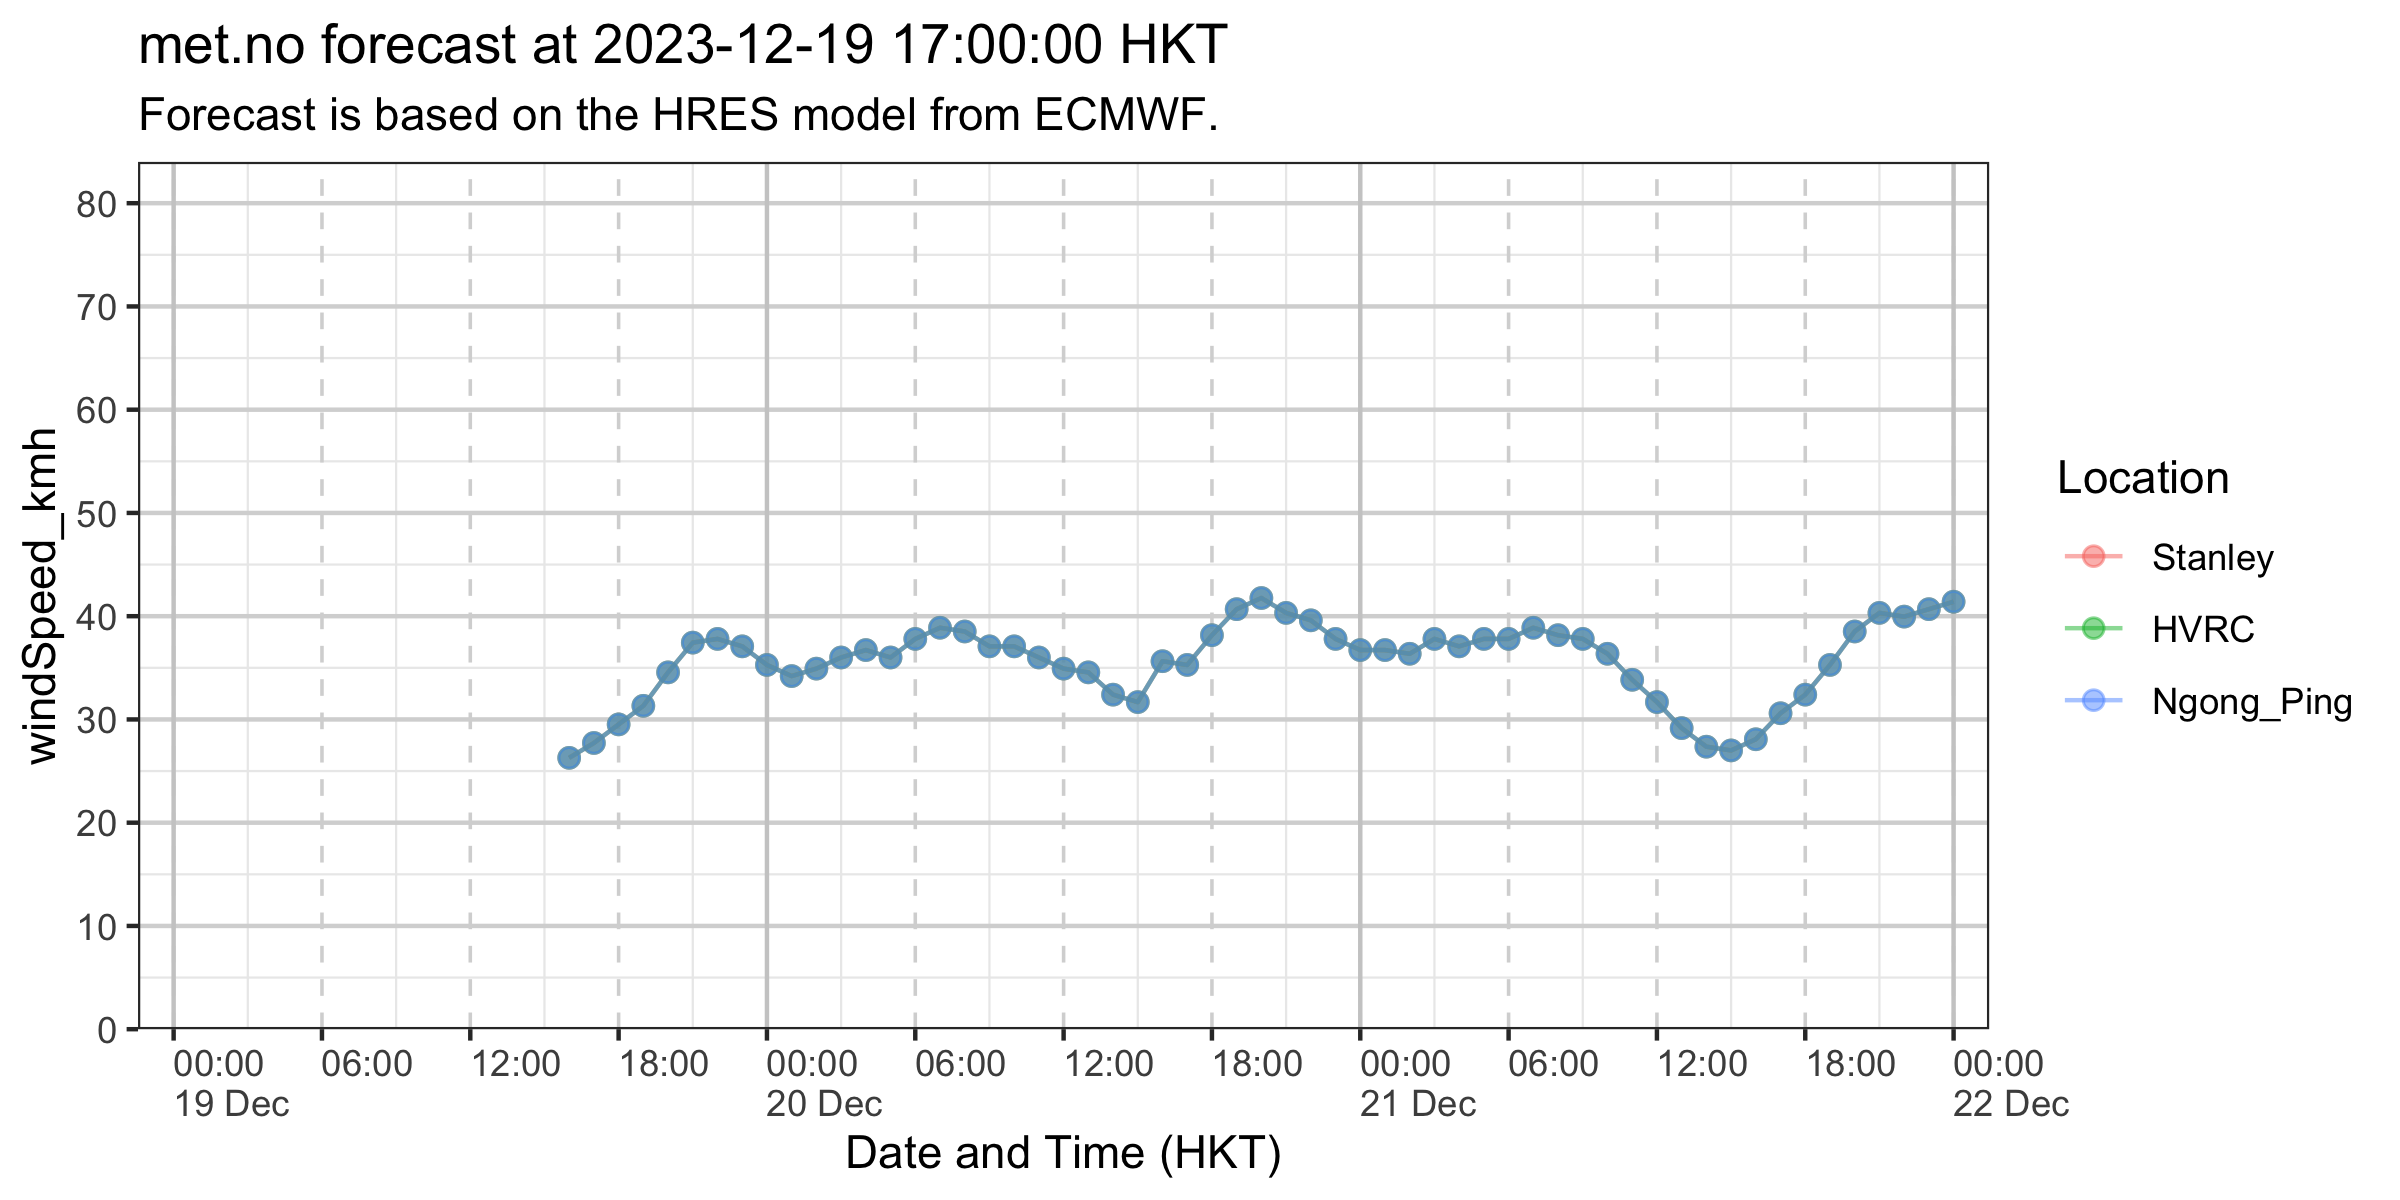 met.no forecast at 2023-12-19 17:00:00 HKT
Forecast is based on the HRES model from ECMWF.
windSpeed_kmh
80
70
60
50
40
30
20
10
0
00:00 06:00 12:00 18:00 00:00 06:00 12:00 18:00 00:00 06:00 12:00 18:00 00:00
19 Dec 20 Dec 21 Dec 22 Dec
Date and Time (HKT)
Location
Stanley
HVRC
Ngong_Ping